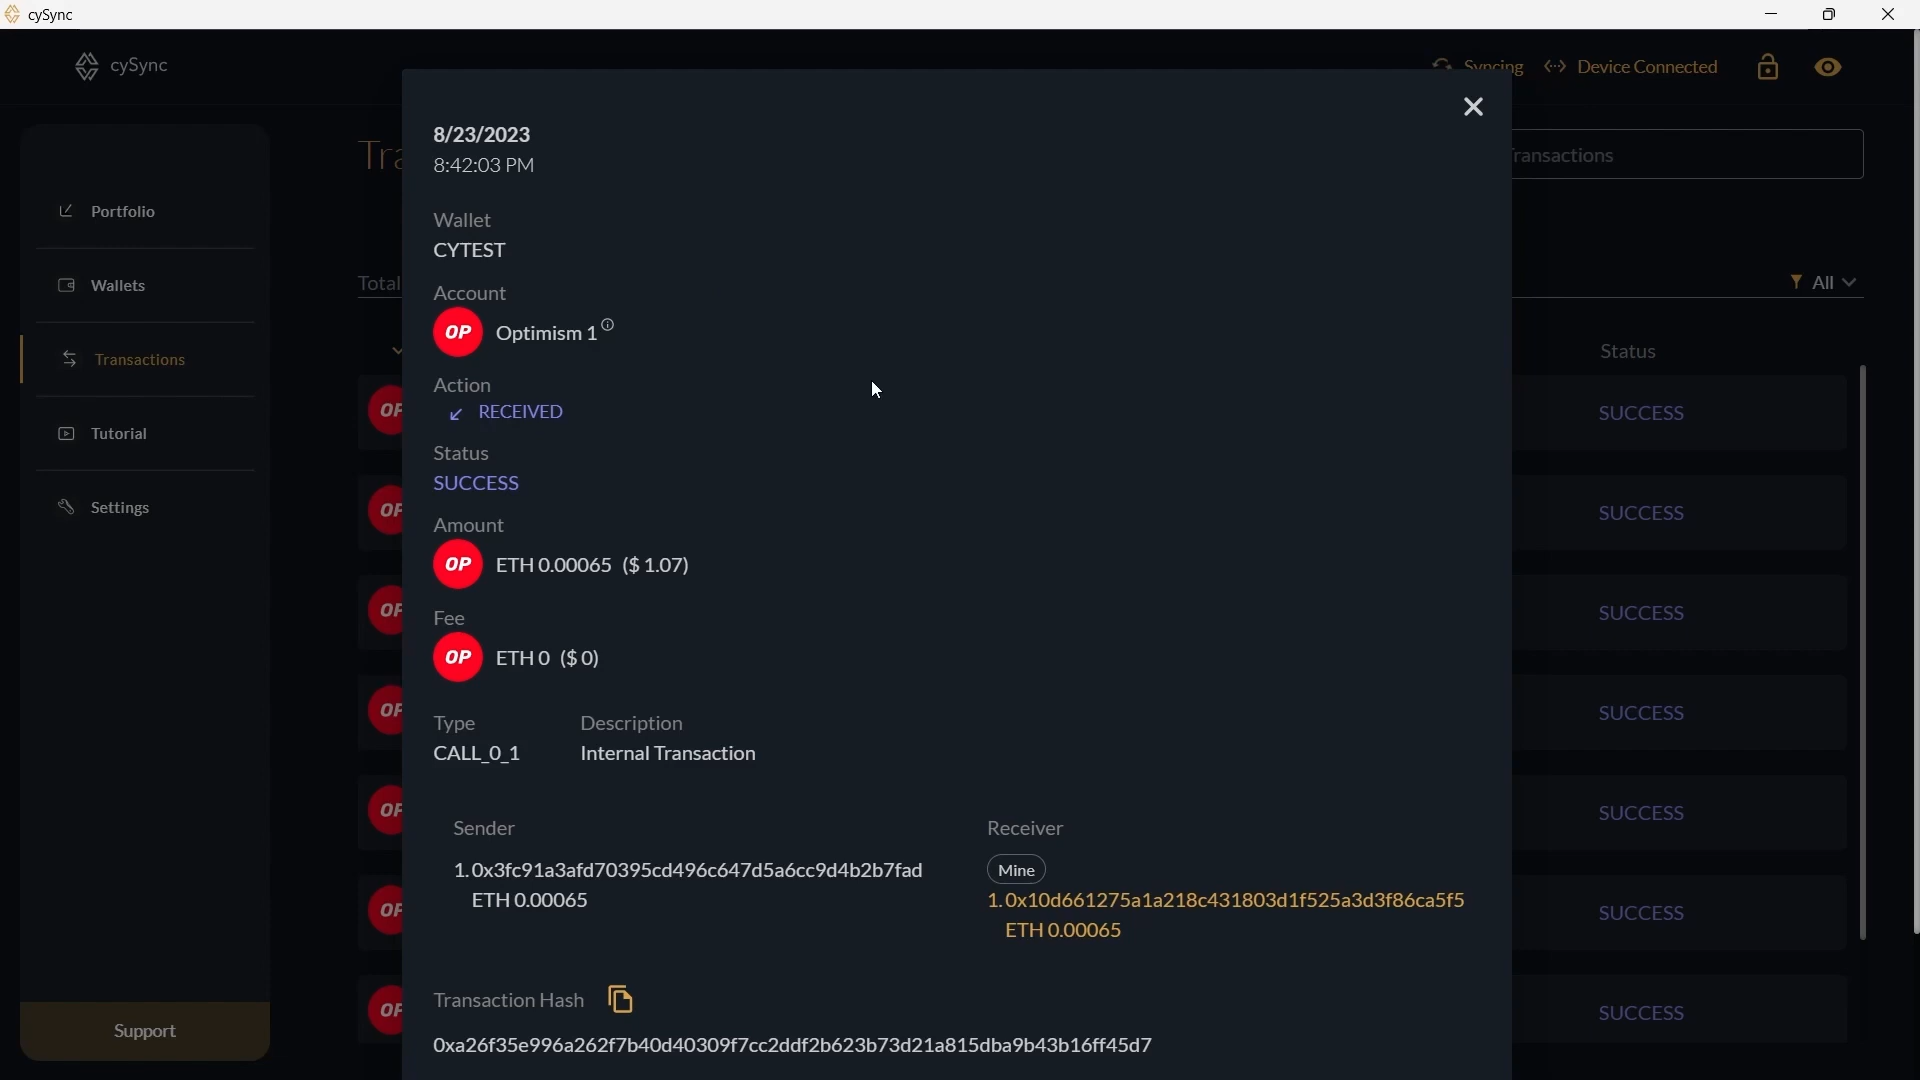 cySync
cySync
Syncing
Device Connected
8/23/2023
8:42:03 PM
Transactions
Portfolio
Wallets
Transactions
Tutorial
Settings
Support
Wallet
CYTEST
Account
OP Optimism 1
Action
RECEIVED
Status
SUCCESS
Amount
OP ETH 0.00065 ($ 1.07)
Fee
OP ETH 0 ($ 0)
Type Description
CALL_0_1 Internal Transaction
Sender Receiver
Mine
1. 0x3fc91a3afd70395cd496c647d5a6cc9d4b2b7fad
ETH 0.00065
1. 0x10d661275a1a218c431803d1f525a3d3f86ca5f5
ETH 0.00065
Transaction Hash
0xa26f35e996a262f7b40d40309f7cc2ddf2b623b73d21a815dba9b43b16ff45d7
Total
All
Status
SUCCESS
SUCCESS
SUCCESS
SUCCESS
SUCCESS
SUCCESS
SUCCESS